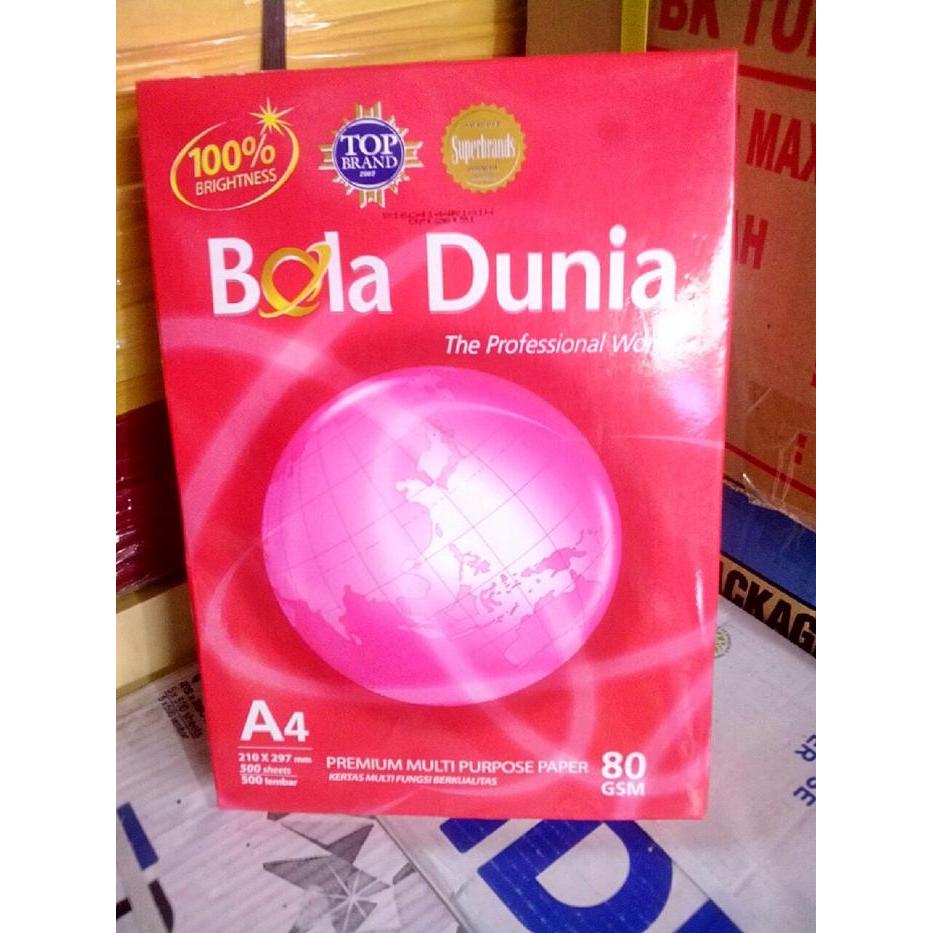 100%
BRIGHTNESS
TOP
BRAND
Superbrands
Bola Dunia
The Professional
A4
210 X 297 mm
500 sheets
500 lembar
PREMIUM MULTI PURPOSE PAPER
KERTAS MULTI FUNGSI BERKUALITAS
80
GSM
BK
MAX